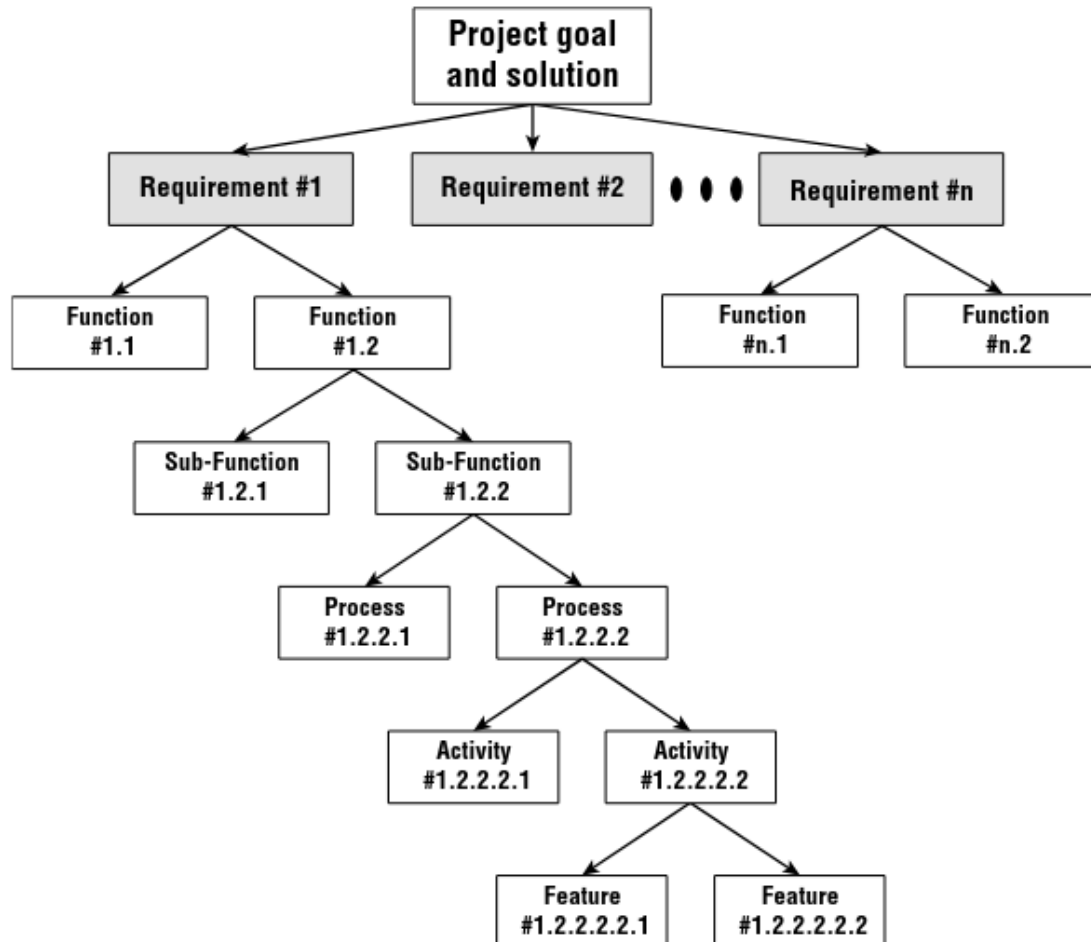 Project goal
and solution
Requirement #1
Requirement #2
Requirement #n
Function
#1.1
Function
#1.2
Function
#n.1
Function
#n.2
Sub-Function
#1.2.1
Sub-Function
#1.2.2
Process
#1.2.2.1
Process
#1.2.2.2
Activity
#1.2.2.2.1
Activity
#1.2.2.2.2
Feature
#1.2.2.2.2.1
Feature
#1.2.2.2.2.2